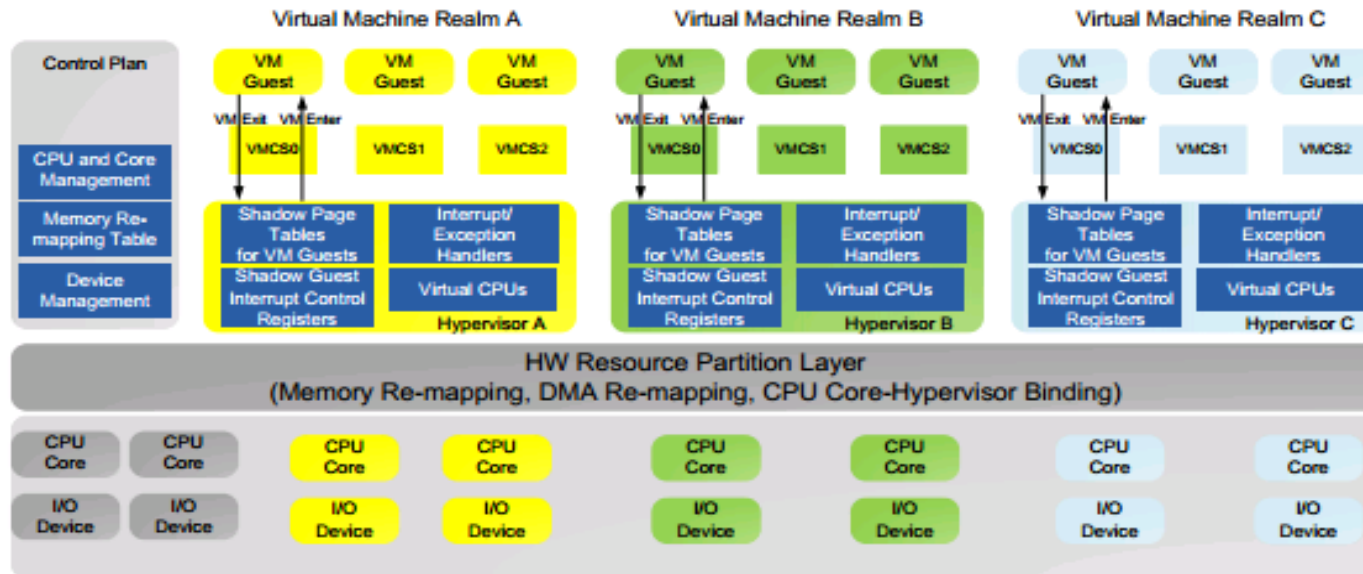 Virtual Machine Realm A
Virtual Machine Realm B
Virtual Machine Realm C
Control Plan
CPU and Core
Management
Memory Re-
mapping Table
Device
Management
VM
Guest
VM
Guest
VM
Guest
VM Exit VM Enter
VMCS0
VMCS1
VMCS2
Shadow Page
Tables
for VM Guests
Interrupt/
Exception
Handlers
Shadow Guest
Interrupt Control
Registers
Virtual CPUs
Hypervisor A
VM
Guest
VM
Guest
VM
Guest
VM Exit VM Enter
VMCS0
VMCS1
VMCS2
Shadow Page
Tables
for VM Guests
Interrupt/
Exception
Handlers
Shadow Guest
Interrupt Control
Registers
Virtual CPUs
Hypervisor B
VM
Guest
VM
Guest
VM
Guest
VM Exit VM Enter
VMCS0
VMCS1
VMCS2
Shadow Page
Tables
for VM Guests
Interrupt/
Exception
Handlers
Shadow Guest
Interrupt Control
Registers
Virtual CPUs
Hypervisor C
HW Resource Partition Layer
(Memory Re-mapping, DMA Re-mapping, CPU Core-Hypervisor Binding)
CPU
Core
CPU
Core
CPU
Core
CPU
Core
CPU
Core
CPU
Core
CPU
Core
CPU
Core
I/O
Device
I/O
Device
I/O
Device
I/O
Device
I/O
Device
I/O
Device
I/O
Device
I/O
Device